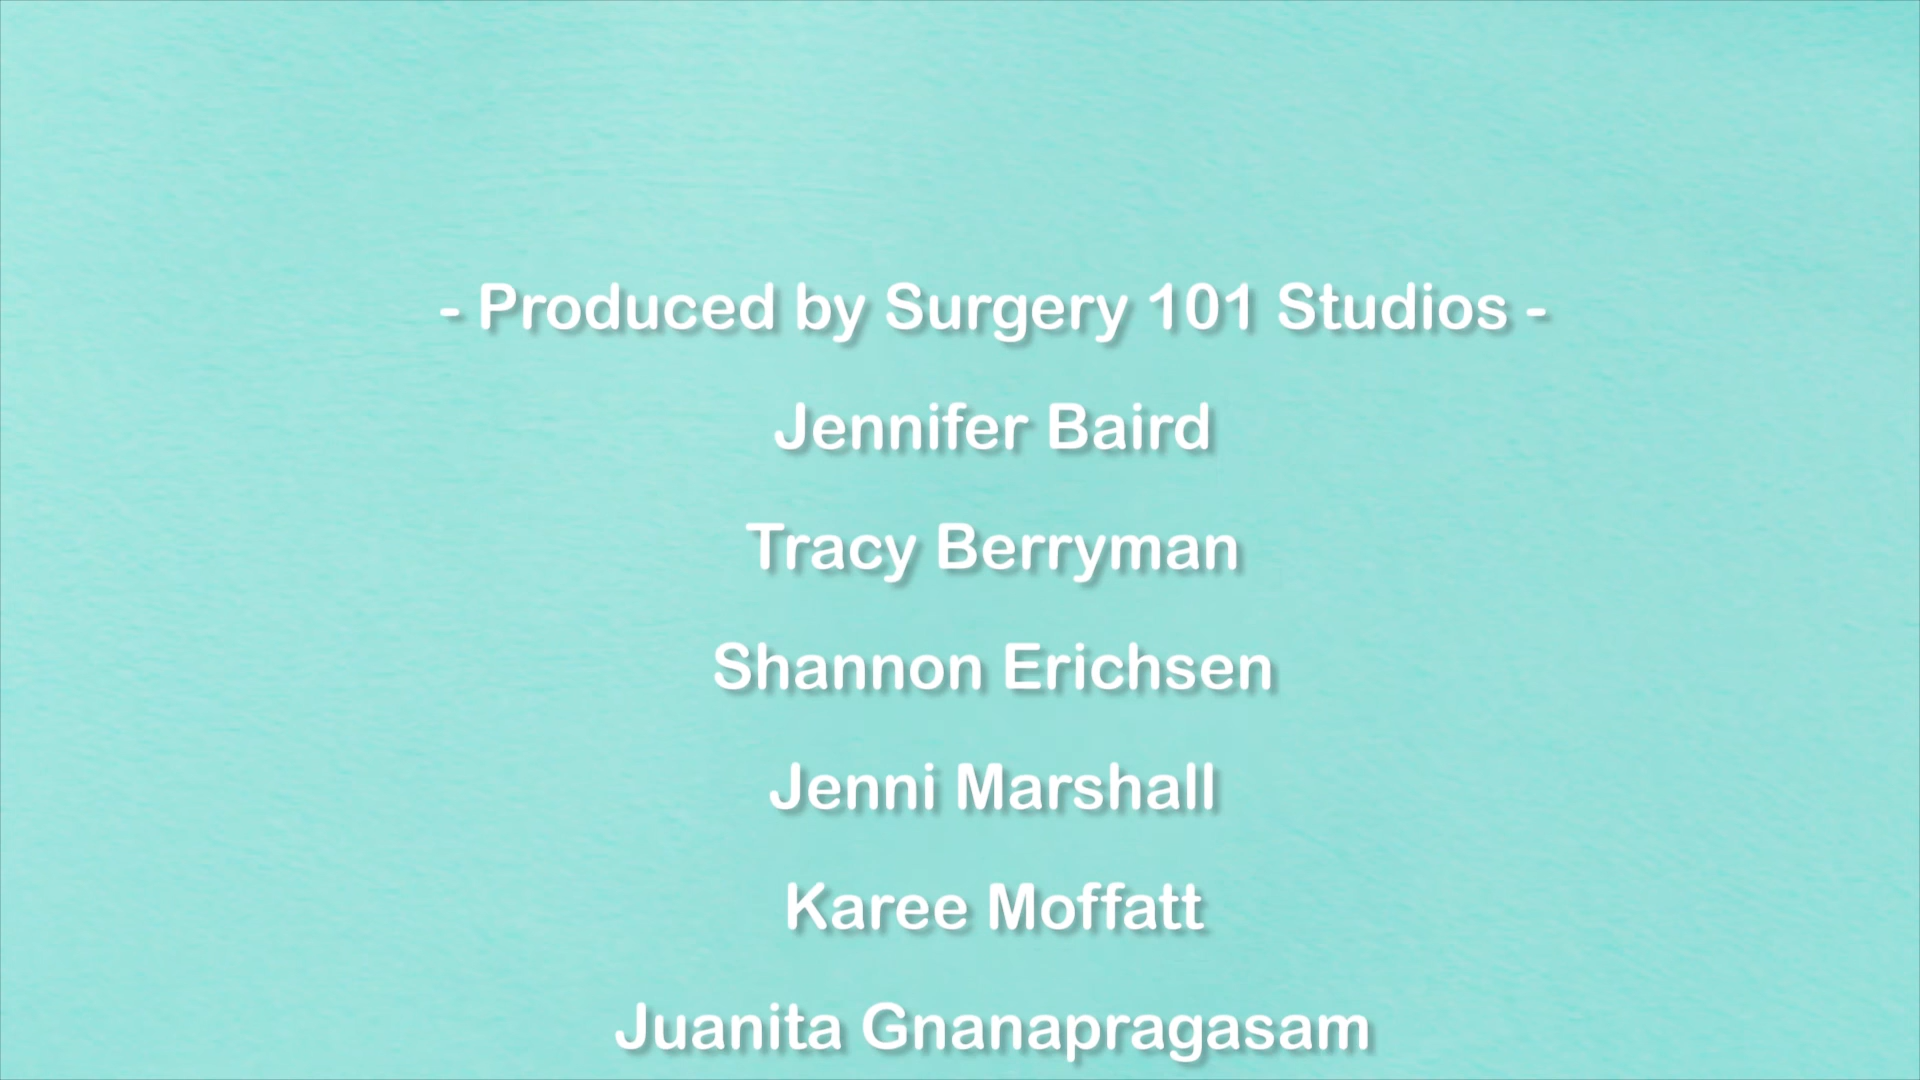 - Produced by Surgery 101 Studios -
Jennifer Baird
Tracy Berryman
Shannon Erichsen
Jenni Marshall
Karee Moffatt
Juanita Gnanapragasam